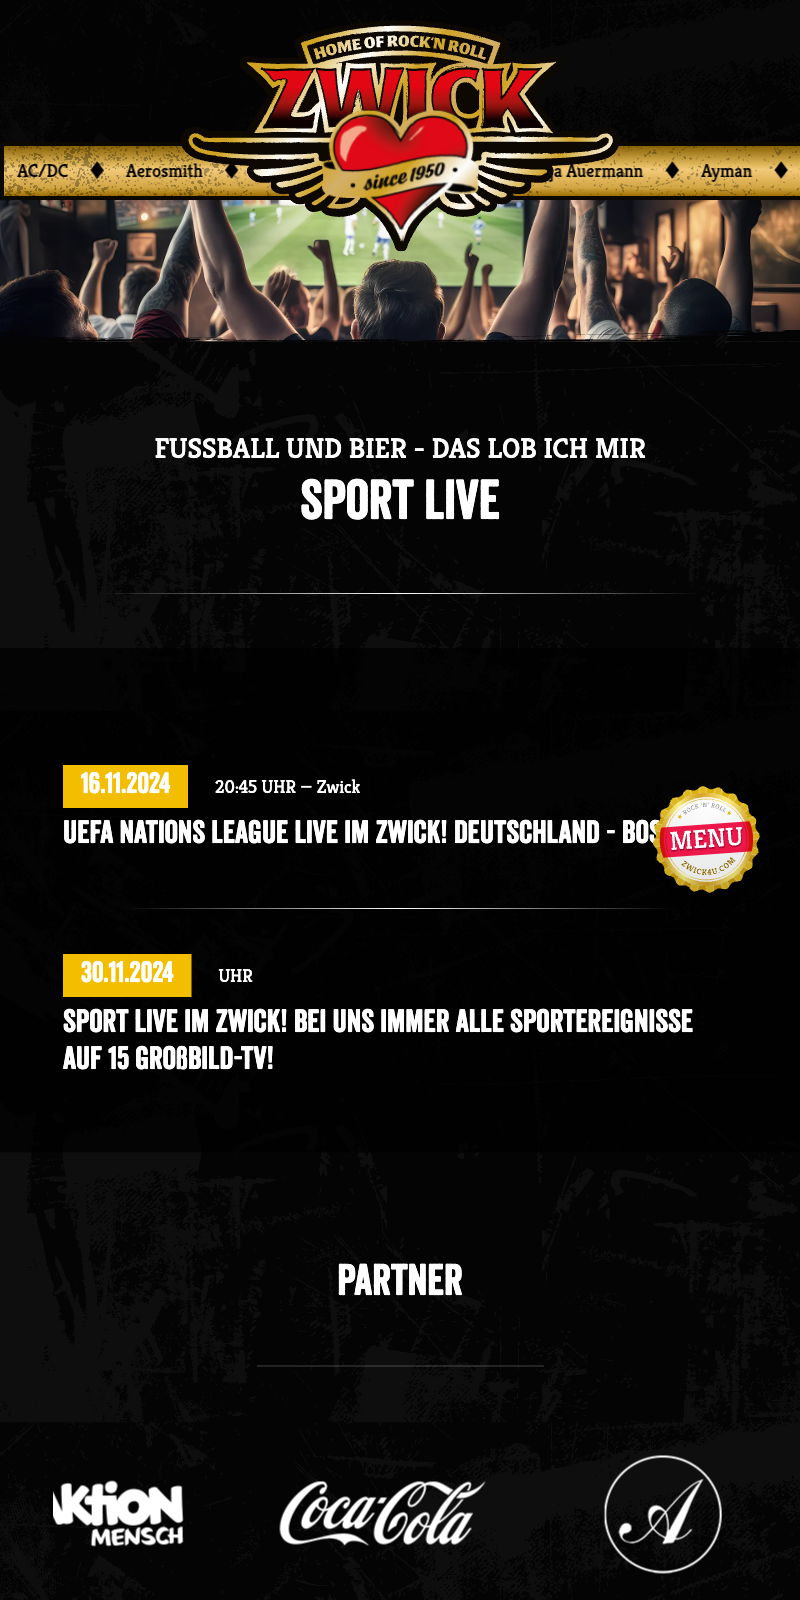 HOME OF ROCK'N ROLL
ZWICK
since 1950
AC/DC ♦ Aerosmith ♦ Auermann ♦ Ayman ♦
FUSSBALL UND BIER - DAS LOB ICH MIR
SPORT LIVE
16.11.2024 20:45 UHR – Zwick
UEFA NATIONS LEAGUE LIVE IM ZWICK! DEUTSCHLAND -
ROCK 'N' ROLL
MENU
ZWICK4U.COM
30.11.2024 UHR
SPORT LIVE IM ZWICK! BEI UNS IMMER ALLE SPORTEREIGNISSE
AUF 15 GROßBILD-TV!
PARTNER
MENSCH
Coca-Cola
A